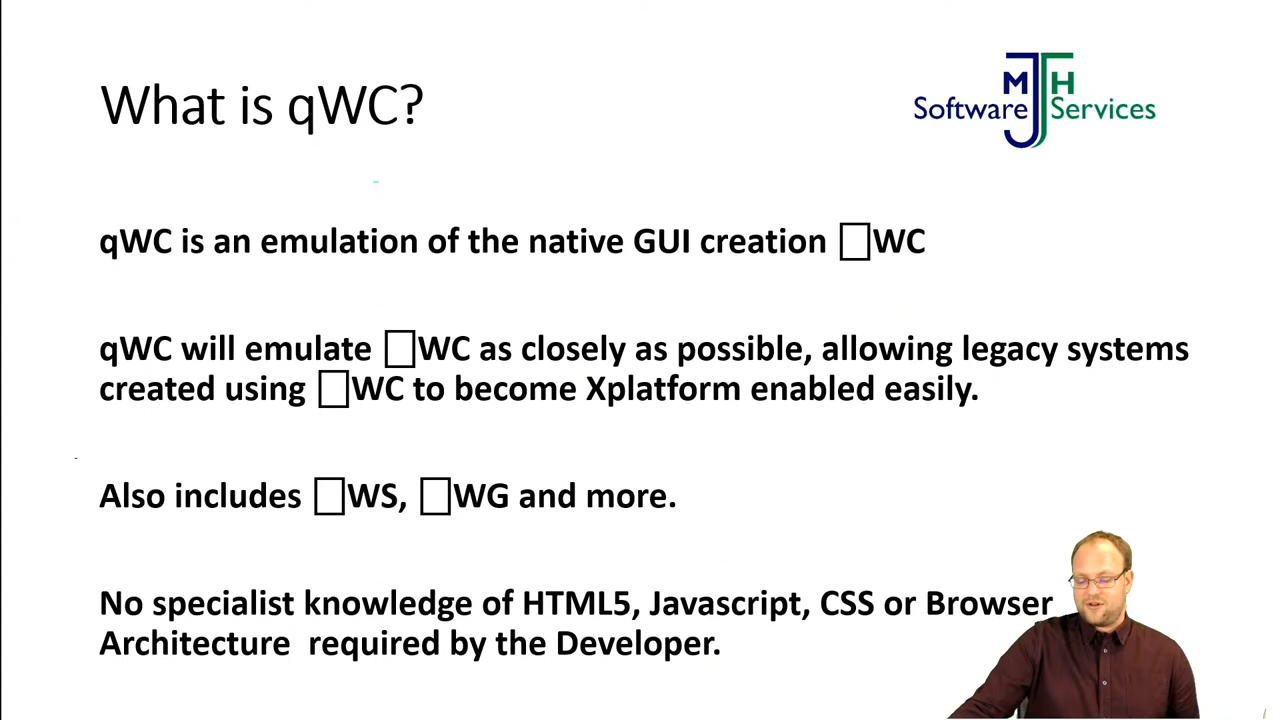 What is qWC?
MJH
Software Services
qWC is an emulation of the native GUI creation ⎕WC
qWC will emulate ⎕WC as closely as possible, allowing legacy systems
created using ⎕WC to become Xplatform enabled easily.
Also includes ⎕WS, ⎕WG and more.
No specialist knowledge of HTML5, Javascript, CSS or Browser
Architecture  required by the Developer.